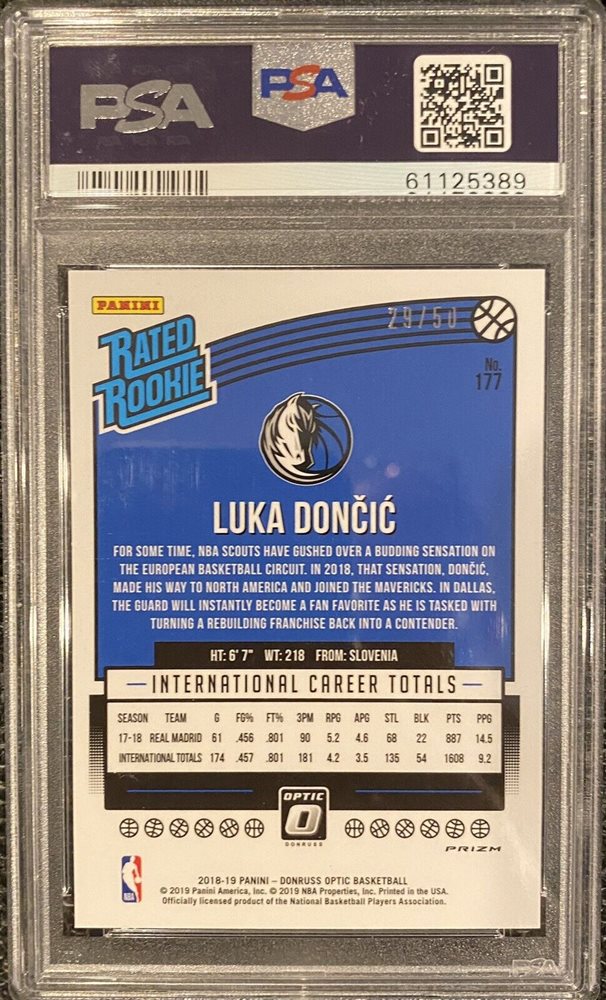 PSA
PSA
61125389
PANINI
RATED
ROOKIE
29/50
No.
177
LUKA DONČIĆ
FOR SOME TIME, NBA SCOUTS HAVE GUSHED OVER A BUDDING SENSATION ON
THE EUROPEAN BASKETBALL CIRCUIT. IN 2018, THAT SENSATION, DONČIĆ,
MADE HIS WAY TO NORTH AMERICA AND JOINED THE MAVERICKS. IN DALLAS,
THE GUARD WILL INSTANTLY BECOME A FAN FAVORITE AS HE IS TASKED WITH
TURNING A REBUILDING FRANCHISE BACK INTO A CONTENDER.
HT: 6' 7" WT: 218 FROM: SLOVENIA
INTERNATIONAL CAREER TOTALS
SEASON TEAM G FG% FT% 3PM RPG APG STL BLK PTS PPG
17-18 REAL MADRID 61 .456 .801 90 5.2 4.6 68 22 887 14.5
INTERNATIONAL TOTALS 174 .457 .801 181 4.2 3.5 135 54 1608 9.2
OPTIC
DONRUSS
PRIZM
NBA
2018-19 PANINI – DONRUSS OPTIC BASKETBALL
© 2019 Panini America, Inc. © 2019 NBA Properties, Inc. Printed in the USA.
Officially licensed product of the National Basketball Players Association.
PSA